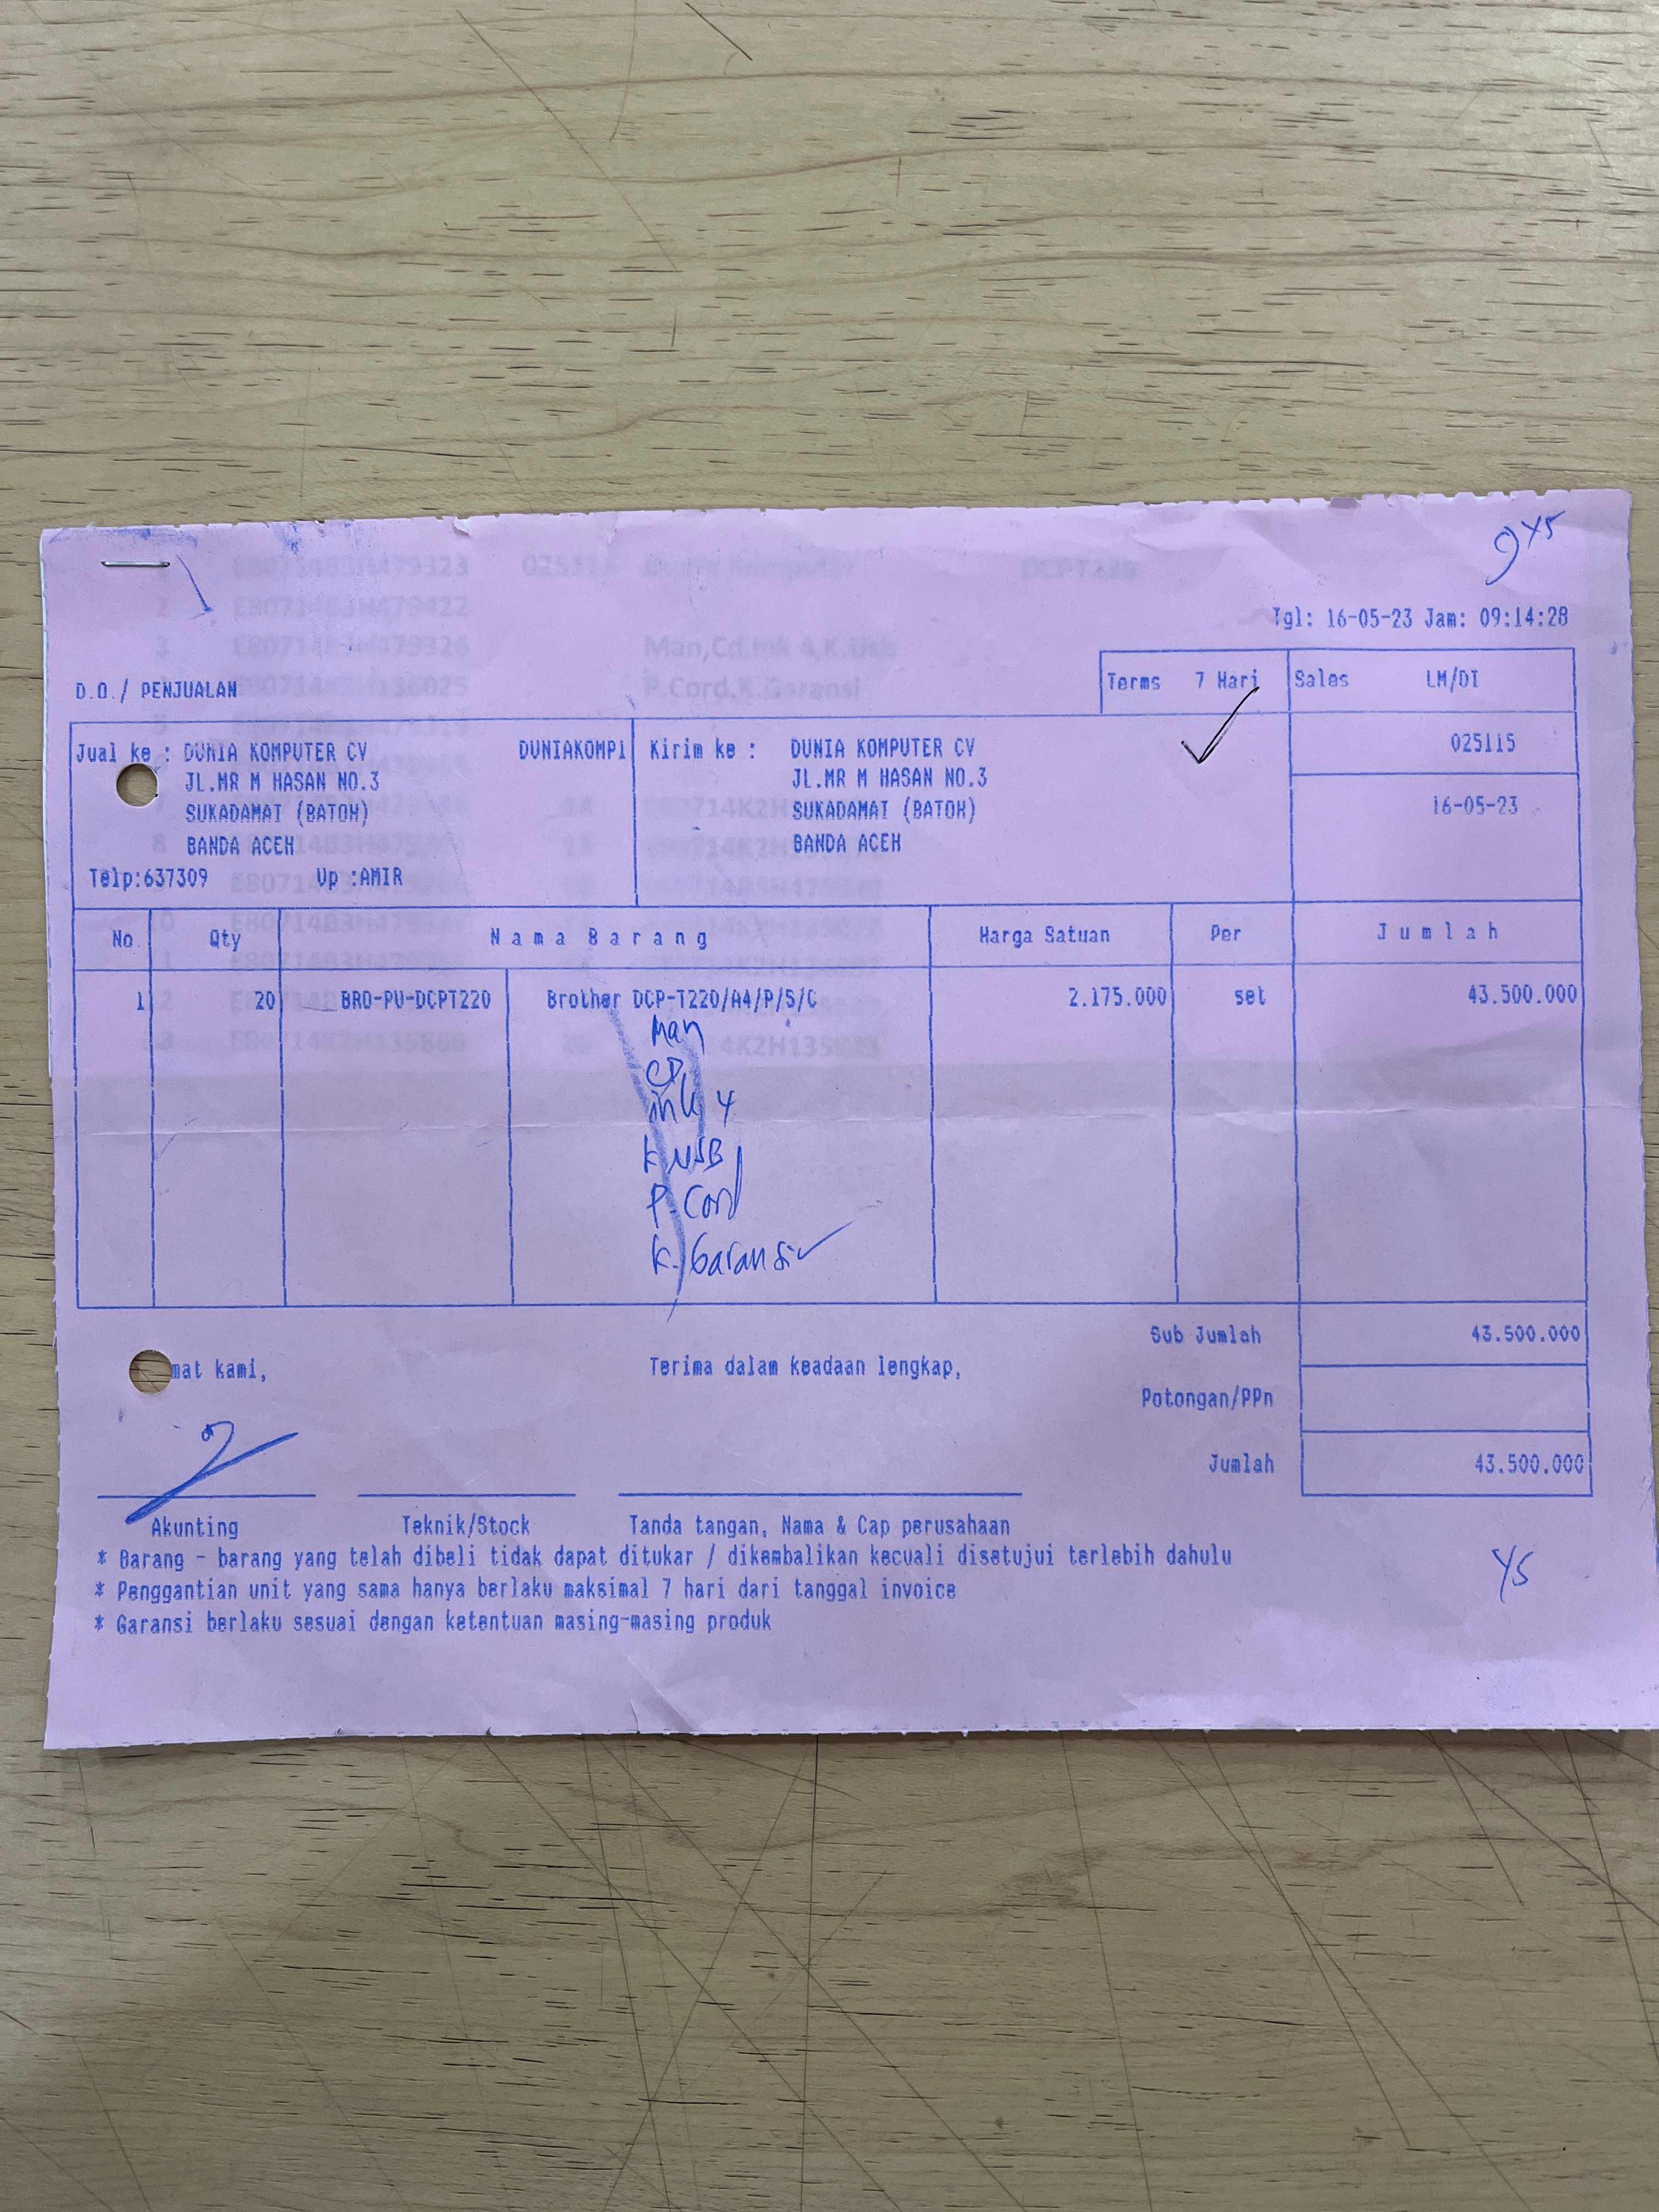 Tgl: 16-05-23 Jam: 09:14:28
D.O./ PENJUALAN
Terms 7 Hari
Sales LM/DI
025115
16-05-23
Jual ke : DUNIA KOMPUTER CV DUNIAKOMP1
JL.MR M HASAN NO.3
SUKADAMAI (BATOH)
BANDA ACEH
Telp:637309 Up :AMIR
Kirim ke : DUNIA KOMPUTER CV
JL.MR M HASAN NO.3
SUKADAMAI (BATOH)
BANDA ACEH
No. Qty Nama Barang Harga Satuan Per Jumlah
1 20 BRO-PU-DCPT220 Brother DCP-T220/A4/P/S/C 2.175.000 set 43.500.000
Man
CD
ink 4
K USB
P. Cord
K. Garansi
Sub Jumlah 43.500.000
Potongan/PPn
Jumlah 43.500.000
mat kami,
Terima dalam keadaan lengkap,
Akunting Teknik/Stock Tanda tangan, Nama & Cap perusahaan
* Barang - barang yang telah dibeli tidak dapat ditukar / dikembalikan kecuali disetujui terlebih dahulu
* Penggantian unit yang sama hanya berlaku maksimal 7 hari dari tanggal invoice
* Garansi berlaku sesuai dengan ketentuan masing-masing produk
YS